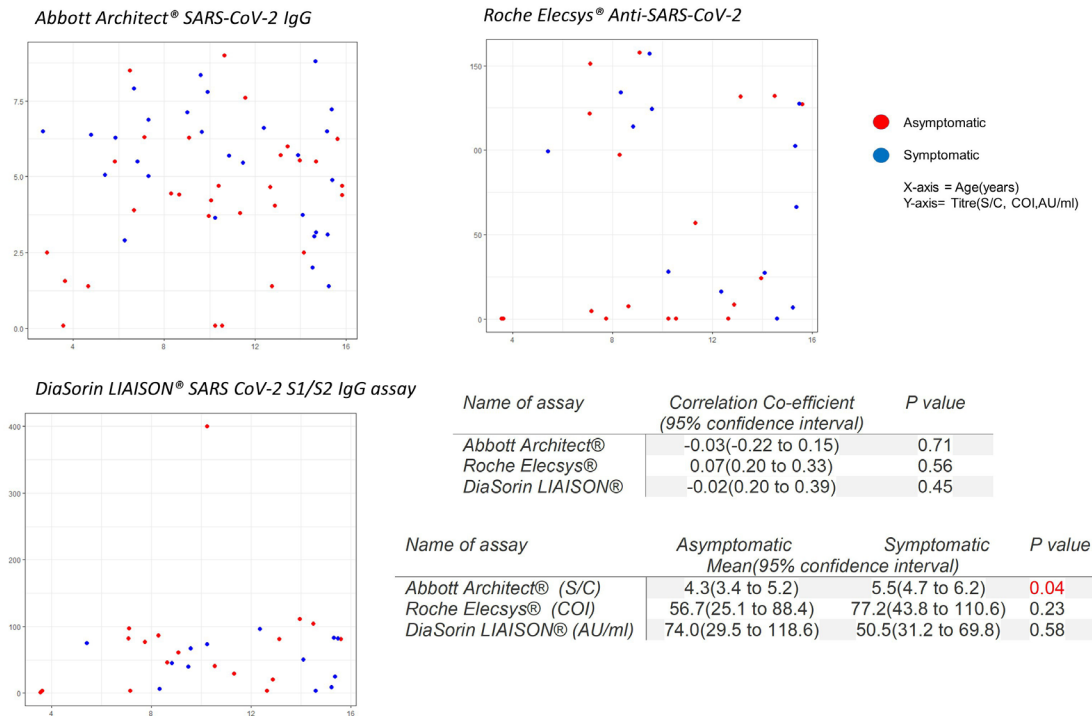 Abbott Architect® SARS-CoV-2 IgG
7.5
5.0
2.5
0.0
4 8 12 16
Roche Elecsys® Anti-SARS-CoV-2
150
00
50
0
4 8 12 16
Asymptomatic
Symptomatic
X-axis = Age(years)
Y-axis= Titre(S/C, COI,AU/ml)
DiaSorin LIAISON® SARS CoV-2 S1/S2 IgG assay
400
300
200
100
0
4 8 12 16
Name of assay Correlation Co-efficient P value
(95% confidence interval)
Abbott Architect® -0.03(-0.22 to 0.15) 0.71
Roche Elecsys® 0.07(0.20 to 0.33) 0.56
DiaSorin LIAISON® -0.02(0.20 to 0.39) 0.45
Name of assay Asymptomatic Symptomatic P value
Mean(95% confidence interval)
Abbott Architect® (S/C) 4.3(3.4 to 5.2) 5.5(4.7 to 6.2) 0.04
Roche Elecsys® (COI) 56.7(25.1 to 88.4) 77.2(43.8 to 110.6) 0.23
DiaSorin LIAISON® (AU/ml) 74.0(29.5 to 118.6) 50.5(31.2 to 69.8) 0.58